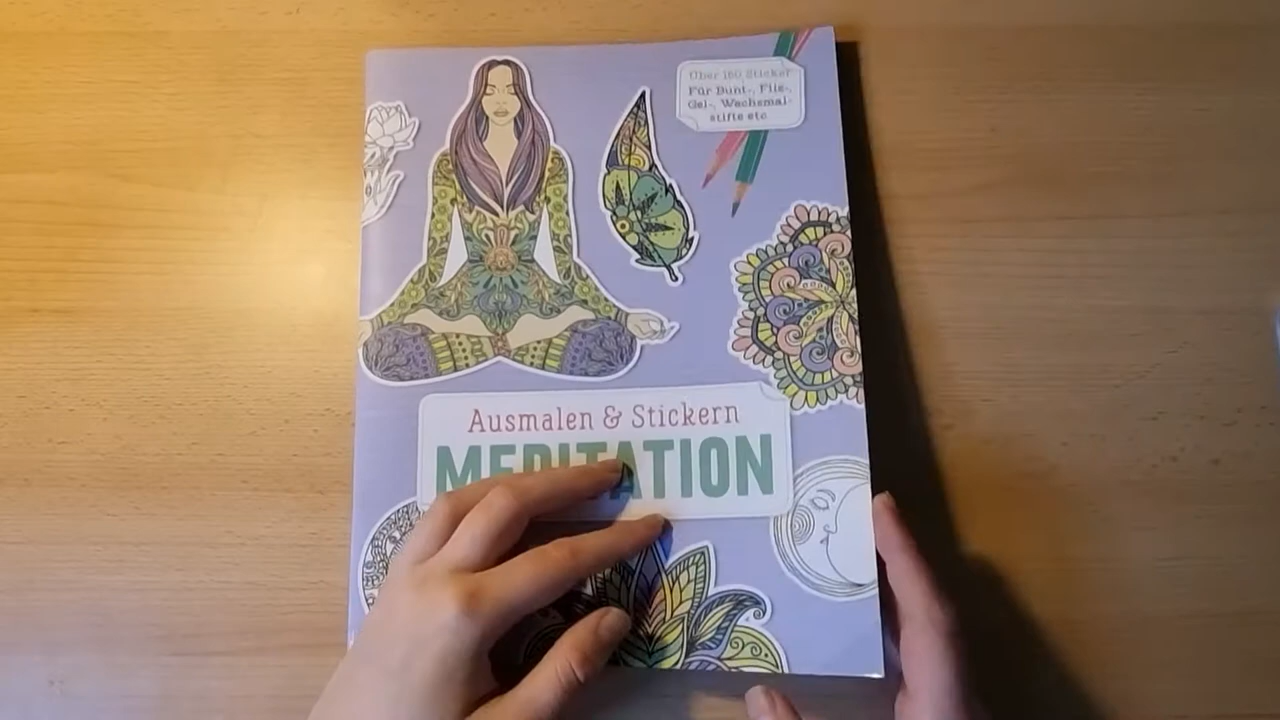 Über 150 Sticker
Für Bunt-, Filz-,
Gel-, Wachsmal-
stifte etc
Ausmalen & Stickern
MEDITATION